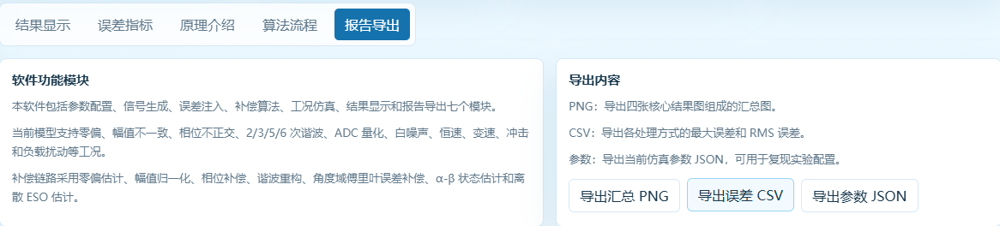 结果显示 误差指标 原理介绍 算法流程 报告导出
软件功能模块
本软件包括参数配置、信号生成、误差注入、补偿算法、工况仿真、结果显示和报告导出七个模块。
当前模型支持零偏、幅值不一致、相位不正交、2/3/5/6 次谐波、ADC 量化、白噪声、恒速、变速、冲击
和负载扰动等工况。
补偿链路采用零偏估计、幅值归一化、相位补偿、谐波重构、角度域傅里叶误差补偿、α-β 状态估计和离
散 ESO 估计。
导出内容
PNG：导出四张核心结果图组成的汇总图。
CSV：导出各处理方式的最大误差和 RMS 误差。
参数：导出当前仿真参数 JSON，可用于复现实验配置。
导出汇总 PNG 导出误差 CSV 导出参数 JSON